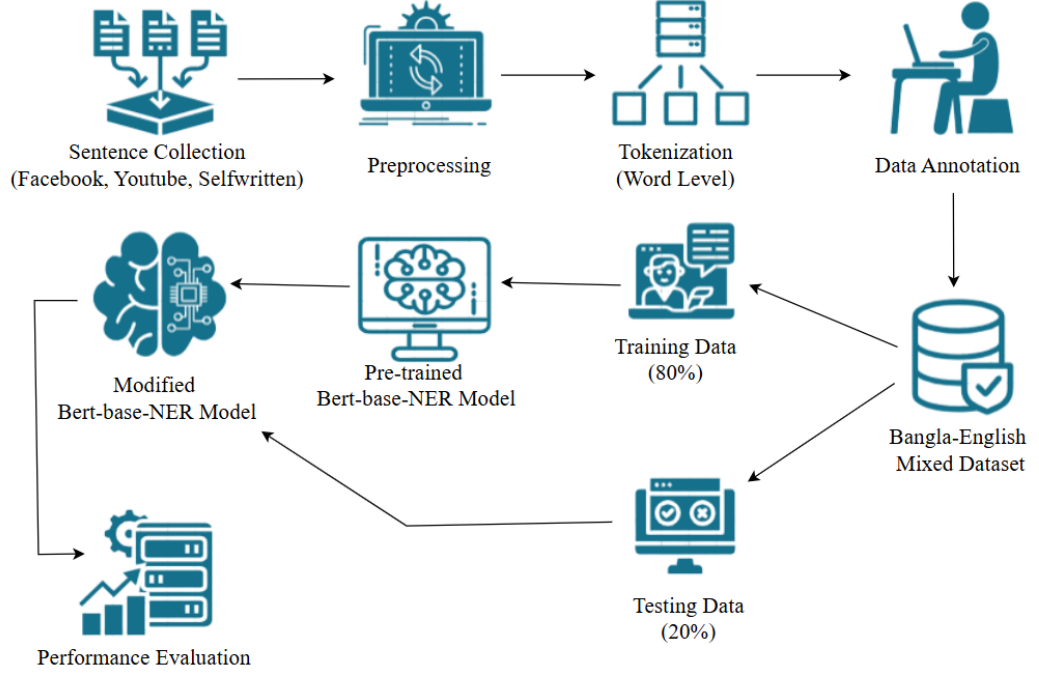 Sentence Collection
(Facebook, Youtube, Selfwritten)
Preprocessing
Tokenization
(Word Level)
Data Annotation
Bangla-English
Mixed Dataset
Training Data
(80%)
Pre-trained
Bert-base-NER Model
Modified
Bert-base-NER Model
Testing Data
(20%)
Performance Evaluation